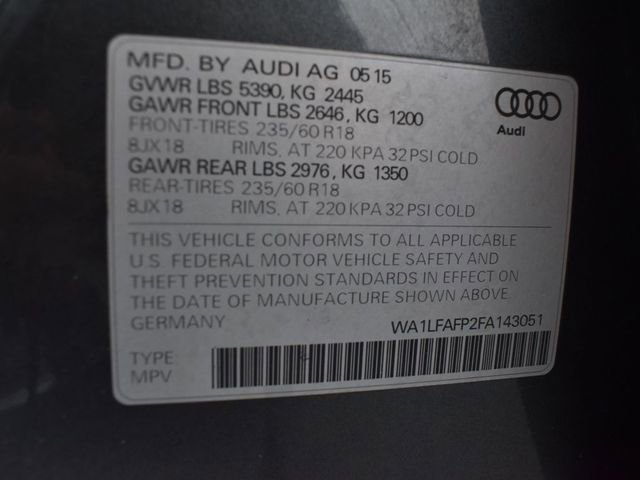 MFD. BY AUDI AG 05 15
GVWR LBS 5390, KG 2445
GAWR FRONT LBS 2646, KG 1200
FRONT-TIRES 235/60 R18
8JX18 RIMS, AT 220 KPA 32 PSI COLD
GAWR REAR LBS 2976, KG 1350
REAR-TIRES 235/60 R18
8JX18 RIMS, AT 220 KPA 32 PSI COLD
Audi
THIS VEHICLE CONFORMS TO ALL APPLICABLE
U.S. FEDERAL MOTOR VEHICLE SAFETY AND
THEFT PREVENTION STANDARDS IN EFFECT ON
THE DATE OF MANUFACTURE SHOWN ABOVE
GERMANY WA1LFAFP2FA143051
TYPE:
MPV